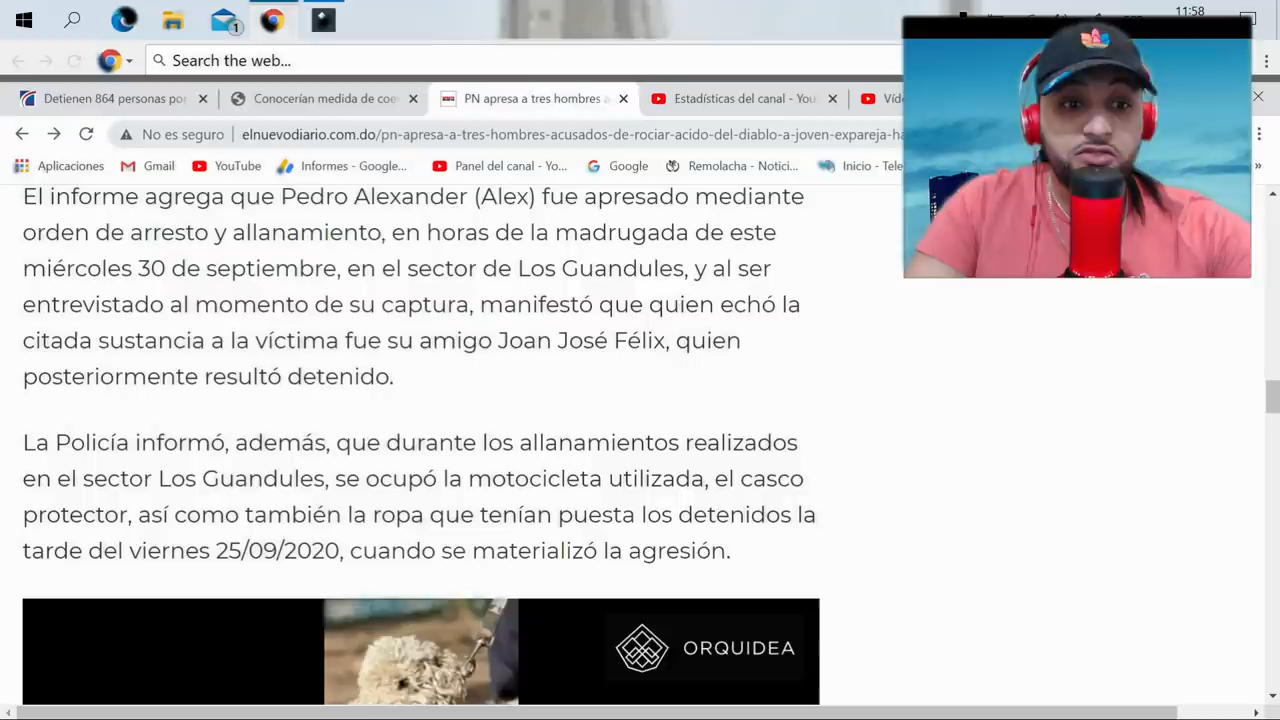 1
11:58
Search the web...
Detienen 864 personas por
Conocerían medida de coe
PN apresa a tres hombres a
Estadísticas del canal - You
Víd
No es seguro
elnuevodiario.com.do/pn-apresa-a-tres-hombres-acusados-de-rociar-acido-del-diablo-a-joven-expareja-ha
Aplicaciones
Gmail
YouTube
Informes - Google...
Panel del canal - Yo...
Google
Remolacha - Notici...
Inicio - Tele
»
El informe agrega que Pedro Alexander (Alex) fue apresado mediante
orden de arresto y allanamiento, en horas de la madrugada de este
miércoles 30 de septiembre, en el sector de Los Guandules, y al ser
entrevistado al momento de su captura, manifestó que quien echó la
citada sustancia a la víctima fue su amigo Joan José Félix, quien
posteriormente resultó detenido.
La Policía informó, además, que durante los allanamientos realizados
en el sector Los Guandules, se ocupó la motocicleta utilizada, el casco
protector, así como también la ropa que tenían puesta los detenidos la
tarde del viernes 25/09/2020, cuando se materializó la agresión.
ORQUIDEA